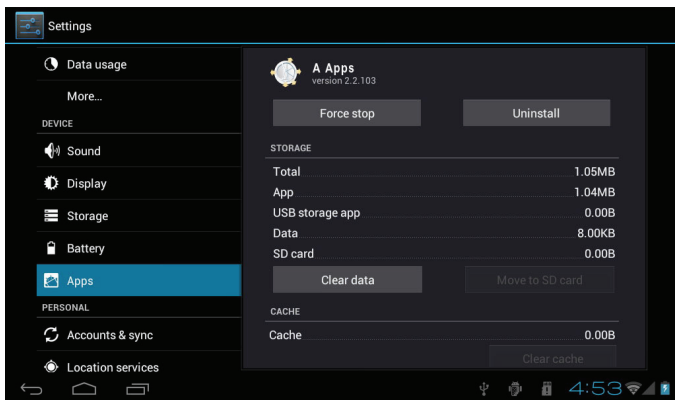 Settings
Data usage
More...
DEVICE
Sound
Display
Storage
Battery
Apps
PERSONAL
Accounts & sync
Location services
A Apps
version 2.2.103
Force stop
Uninstall
STORAGE
Total 1.05MB
App 1.04MB
USB storage app 0.00B
Data 8.00KB
SD card 0.00B
Clear data
Move to SD card
CACHE
Cache 0.00B
Clear cache
4:53